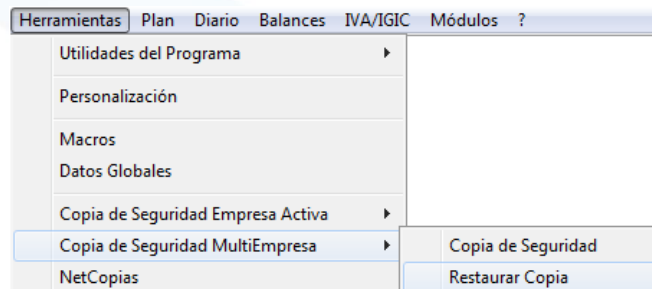 Herramientas Plan Diario Balances IVA/IGIC Módulos ?
Utilidades del Programa
Personalización
Macros
Datos Globales
Copia de Seguridad Empresa Activa
Copia de Seguridad MultiEmpresa
Copia de Seguridad
NetCopias
Restaurar Copia